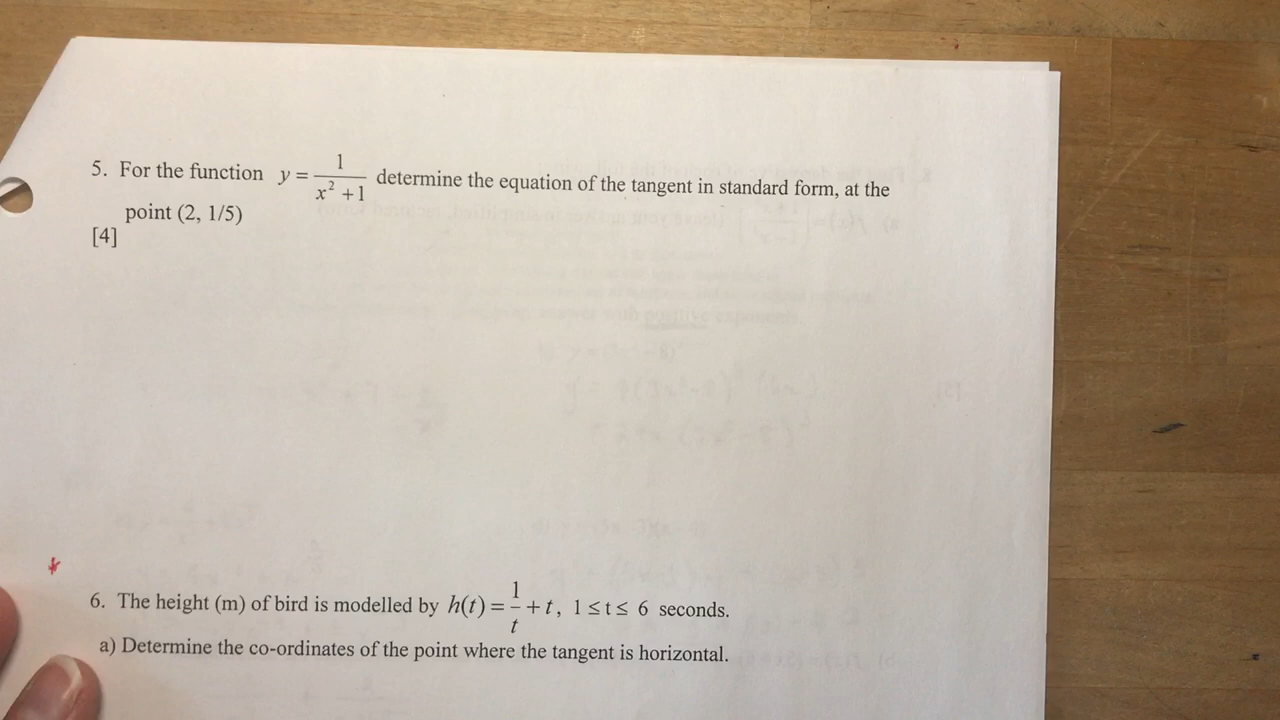 5. For the function y = 1/(x² + 1) determine the equation of the tangent in standard form, at the
point (2, 1/5)
[4]
6. The height (m) of bird is modelled by h(t) = 1/t + t, 1 ≤ t ≤ 6 seconds.
a) Determine the co-ordinates of the point where the tangent is horizontal.